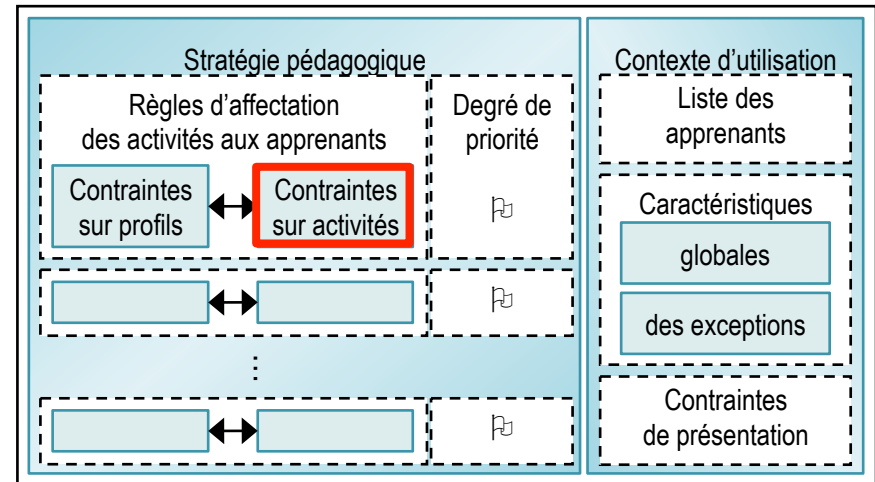 Stratégie pédagogique
Règles d’affectation
des activités aux apprenants
Degré de
priorité
Contraintes
sur profils
Contraintes
sur activités
⋮
Contexte d’utilisation
Liste des
apprenants
Caractéristiques
globales
des exceptions
Contraintes
de présentation